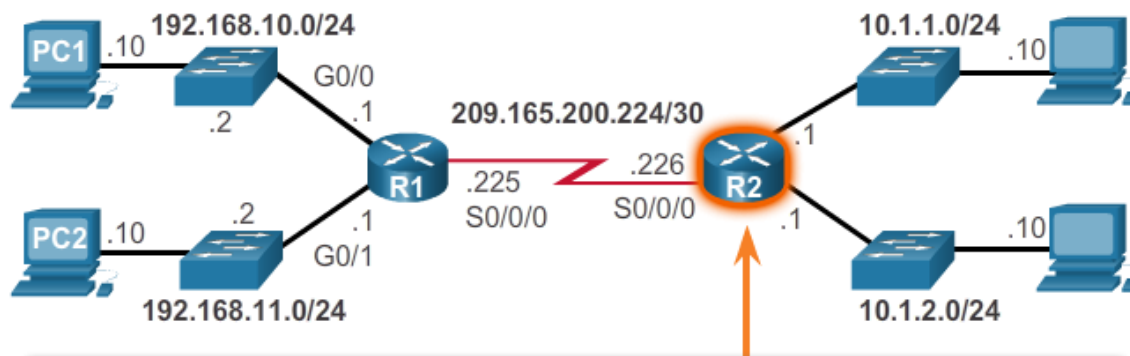 192.168.10.0/24
10.1.1.0/24
PC1
.10
.10
G0/0
.2
.1
209.165.200.224/30
.1
R1
.225
S0/0/0
.226
S0/0/0
R2
PC2
.10
.2
.1
G0/1
.1
.10
192.168.11.0/24
10.1.2.0/24